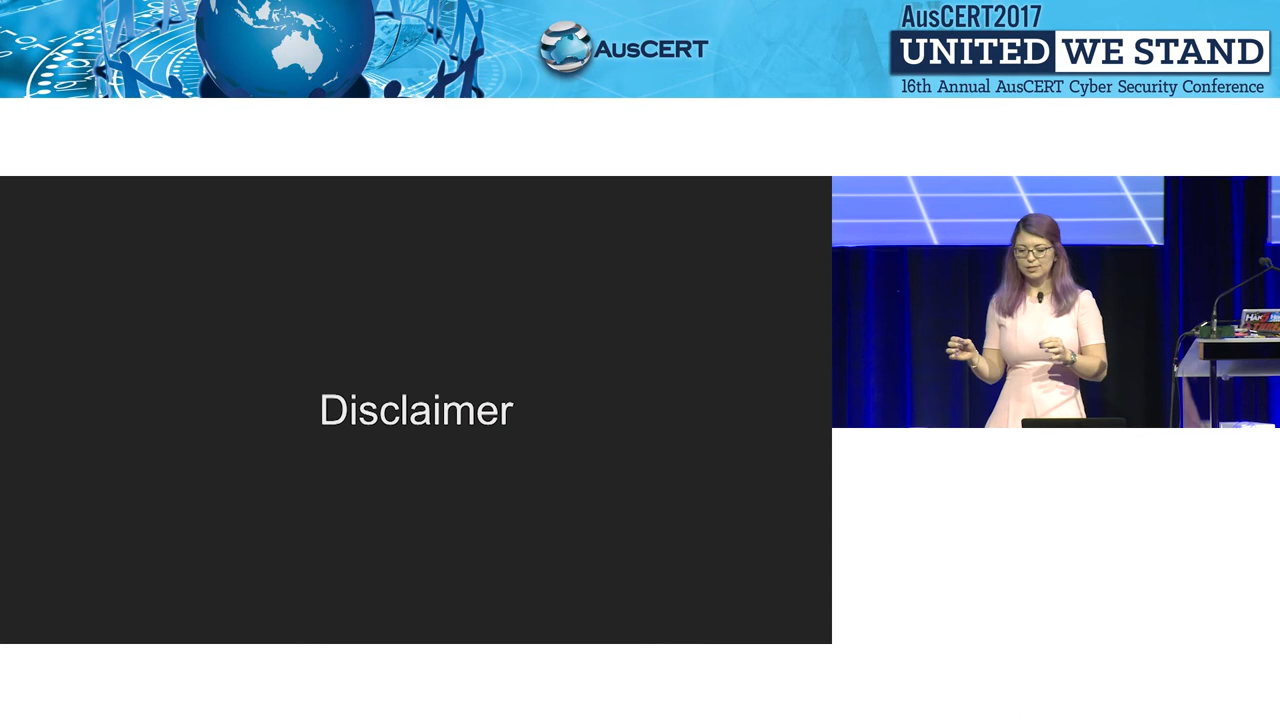 AusCERT
AusCERT2017
UNITED WE STAND
16th Annual AusCERT Cyber Security Conference
Disclaimer